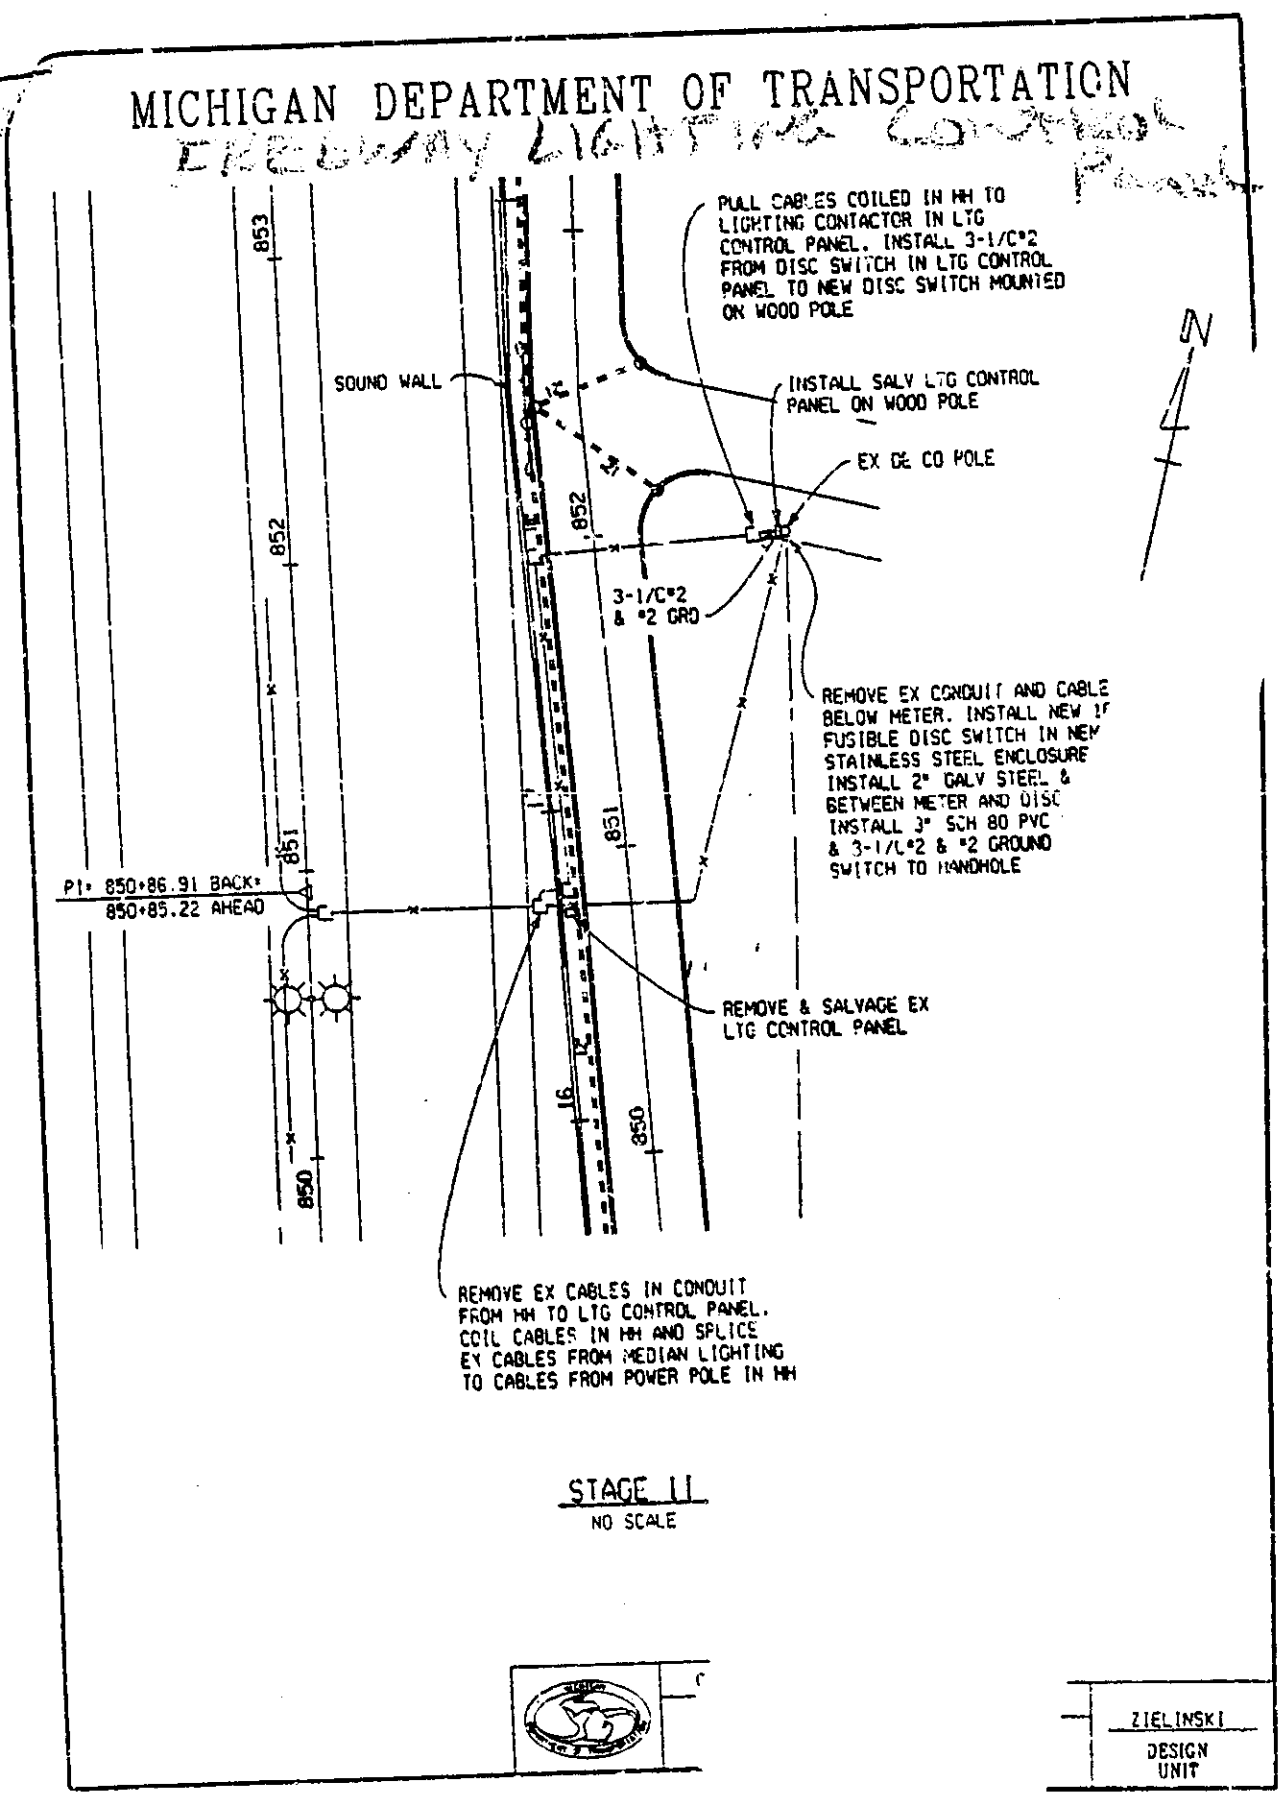 MICHIGAN DEPARTMENT OF TRANSPORTATION
FREEWAY LIGHTING CONTROL
PANEL
PULL CABLES COILED IN HH TO
LIGHTING CONTACTOR IN LTG
CONTROL PANEL. INSTALL 3-1/C#2
FROM DISC SWITCH IN LTG CONTROL
PANEL TO NEW DISC SWITCH MOUNTED
ON WOOD POLE
853
N
SOUND WALL
INSTALL SALV LTG CONTROL
PANEL ON WOOD POLE
12
EX DE CO POLE
12
852
852
3-1/C#2
& #2 GRD
REMOVE EX CONDUIT AND CABLE
BELOW METER. INSTALL NEW
FUSIBLE DISC SWITCH IN NEW
STAINLESS STEEL ENCLOSURE
INSTALL 2" GALV STEEL &
BETWEEN METER AND DISC
INSTALL 3" SCH 80 PVC
& 3-1/C#2 & #2 GROUND
SWITCH TO HANDHOLE
851
851
PI= 850+86.91 BACK=
850+85.22 AHEAD
REMOVE & SALVAGE EX
LTG CONTROL PANEL
12
16
850
850
REMOVE EX CABLES IN CONDUIT
FROM HH TO LTG CONTROL PANEL.
COIL CABLES IN HH AND SPLICE
EX CABLES FROM MEDIAN LIGHTING
TO CABLES FROM POWER POLE IN HH
STAGE II
NO SCALE
ZIELINSKI
DESIGN
UNIT